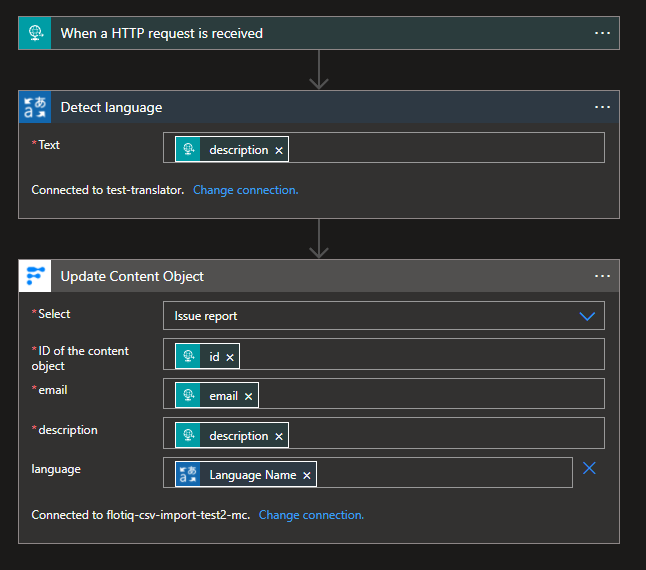 When a HTTP request is received ...
Detect language ...
* Text description ×
Connected to test-translator. Change connection.
Update Content Object ...
* Select Issue report
* ID of the content
object id ×
* email email ×
* description description ×
language Language Name ×
Connected to flotiq-csv-import-test2-mc. Change connection.